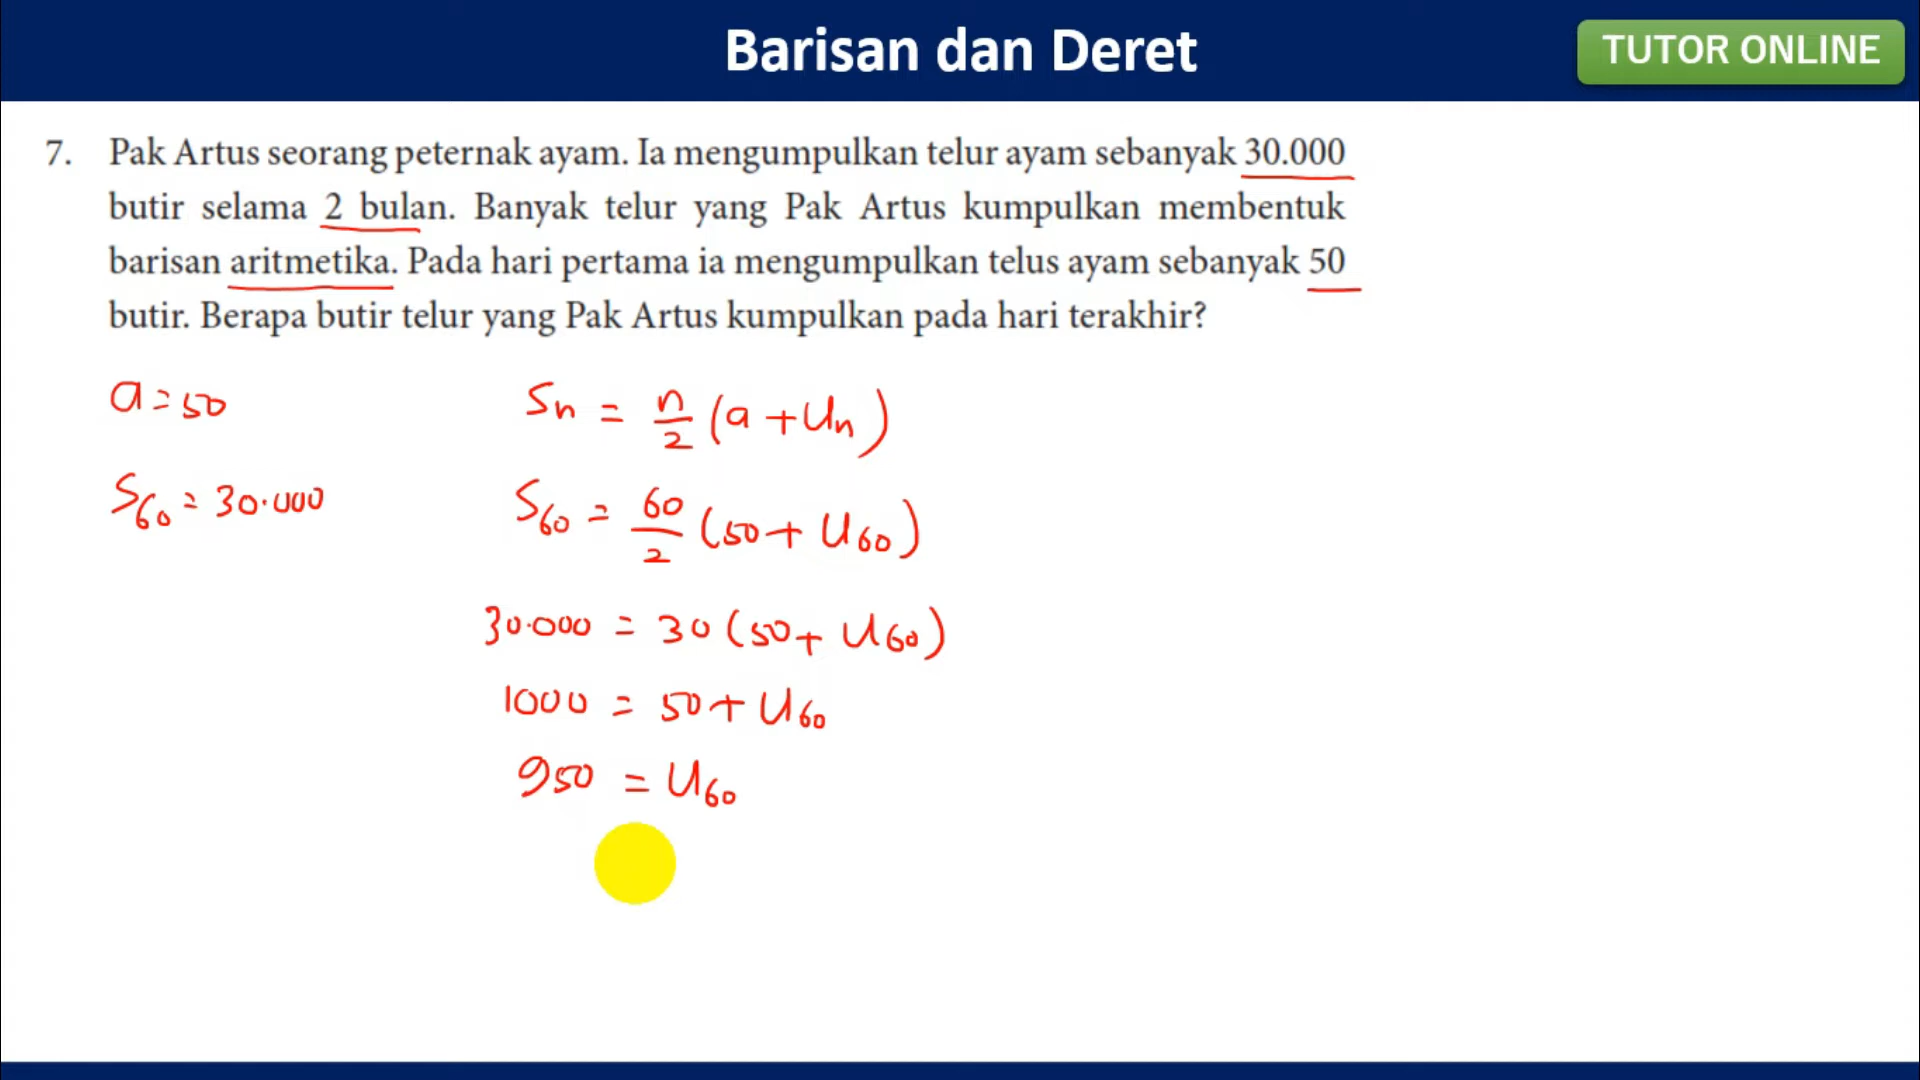 Barisan dan Deret
TUTOR ONLINE
7. Pak Artus seorang peternak ayam. Ia mengumpulkan telur ayam sebanyak 30.000
butir selama 2 bulan. Banyak telur yang Pak Artus kumpulkan membentuk
barisan aritmetika. Pada hari pertama ia mengumpulkan telus ayam sebanyak 50
butir. Berapa butir telur yang Pak Artus kumpulkan pada hari terakhir?
a = 50
S₆₀ = 30.000
Sn = n/2 (a + Un)
S₆₀ = 60/2 (50 + U₆₀)
30.000 = 30 (50 + U₆₀)
1000 = 50 + U₆₀
950 = U₆₀